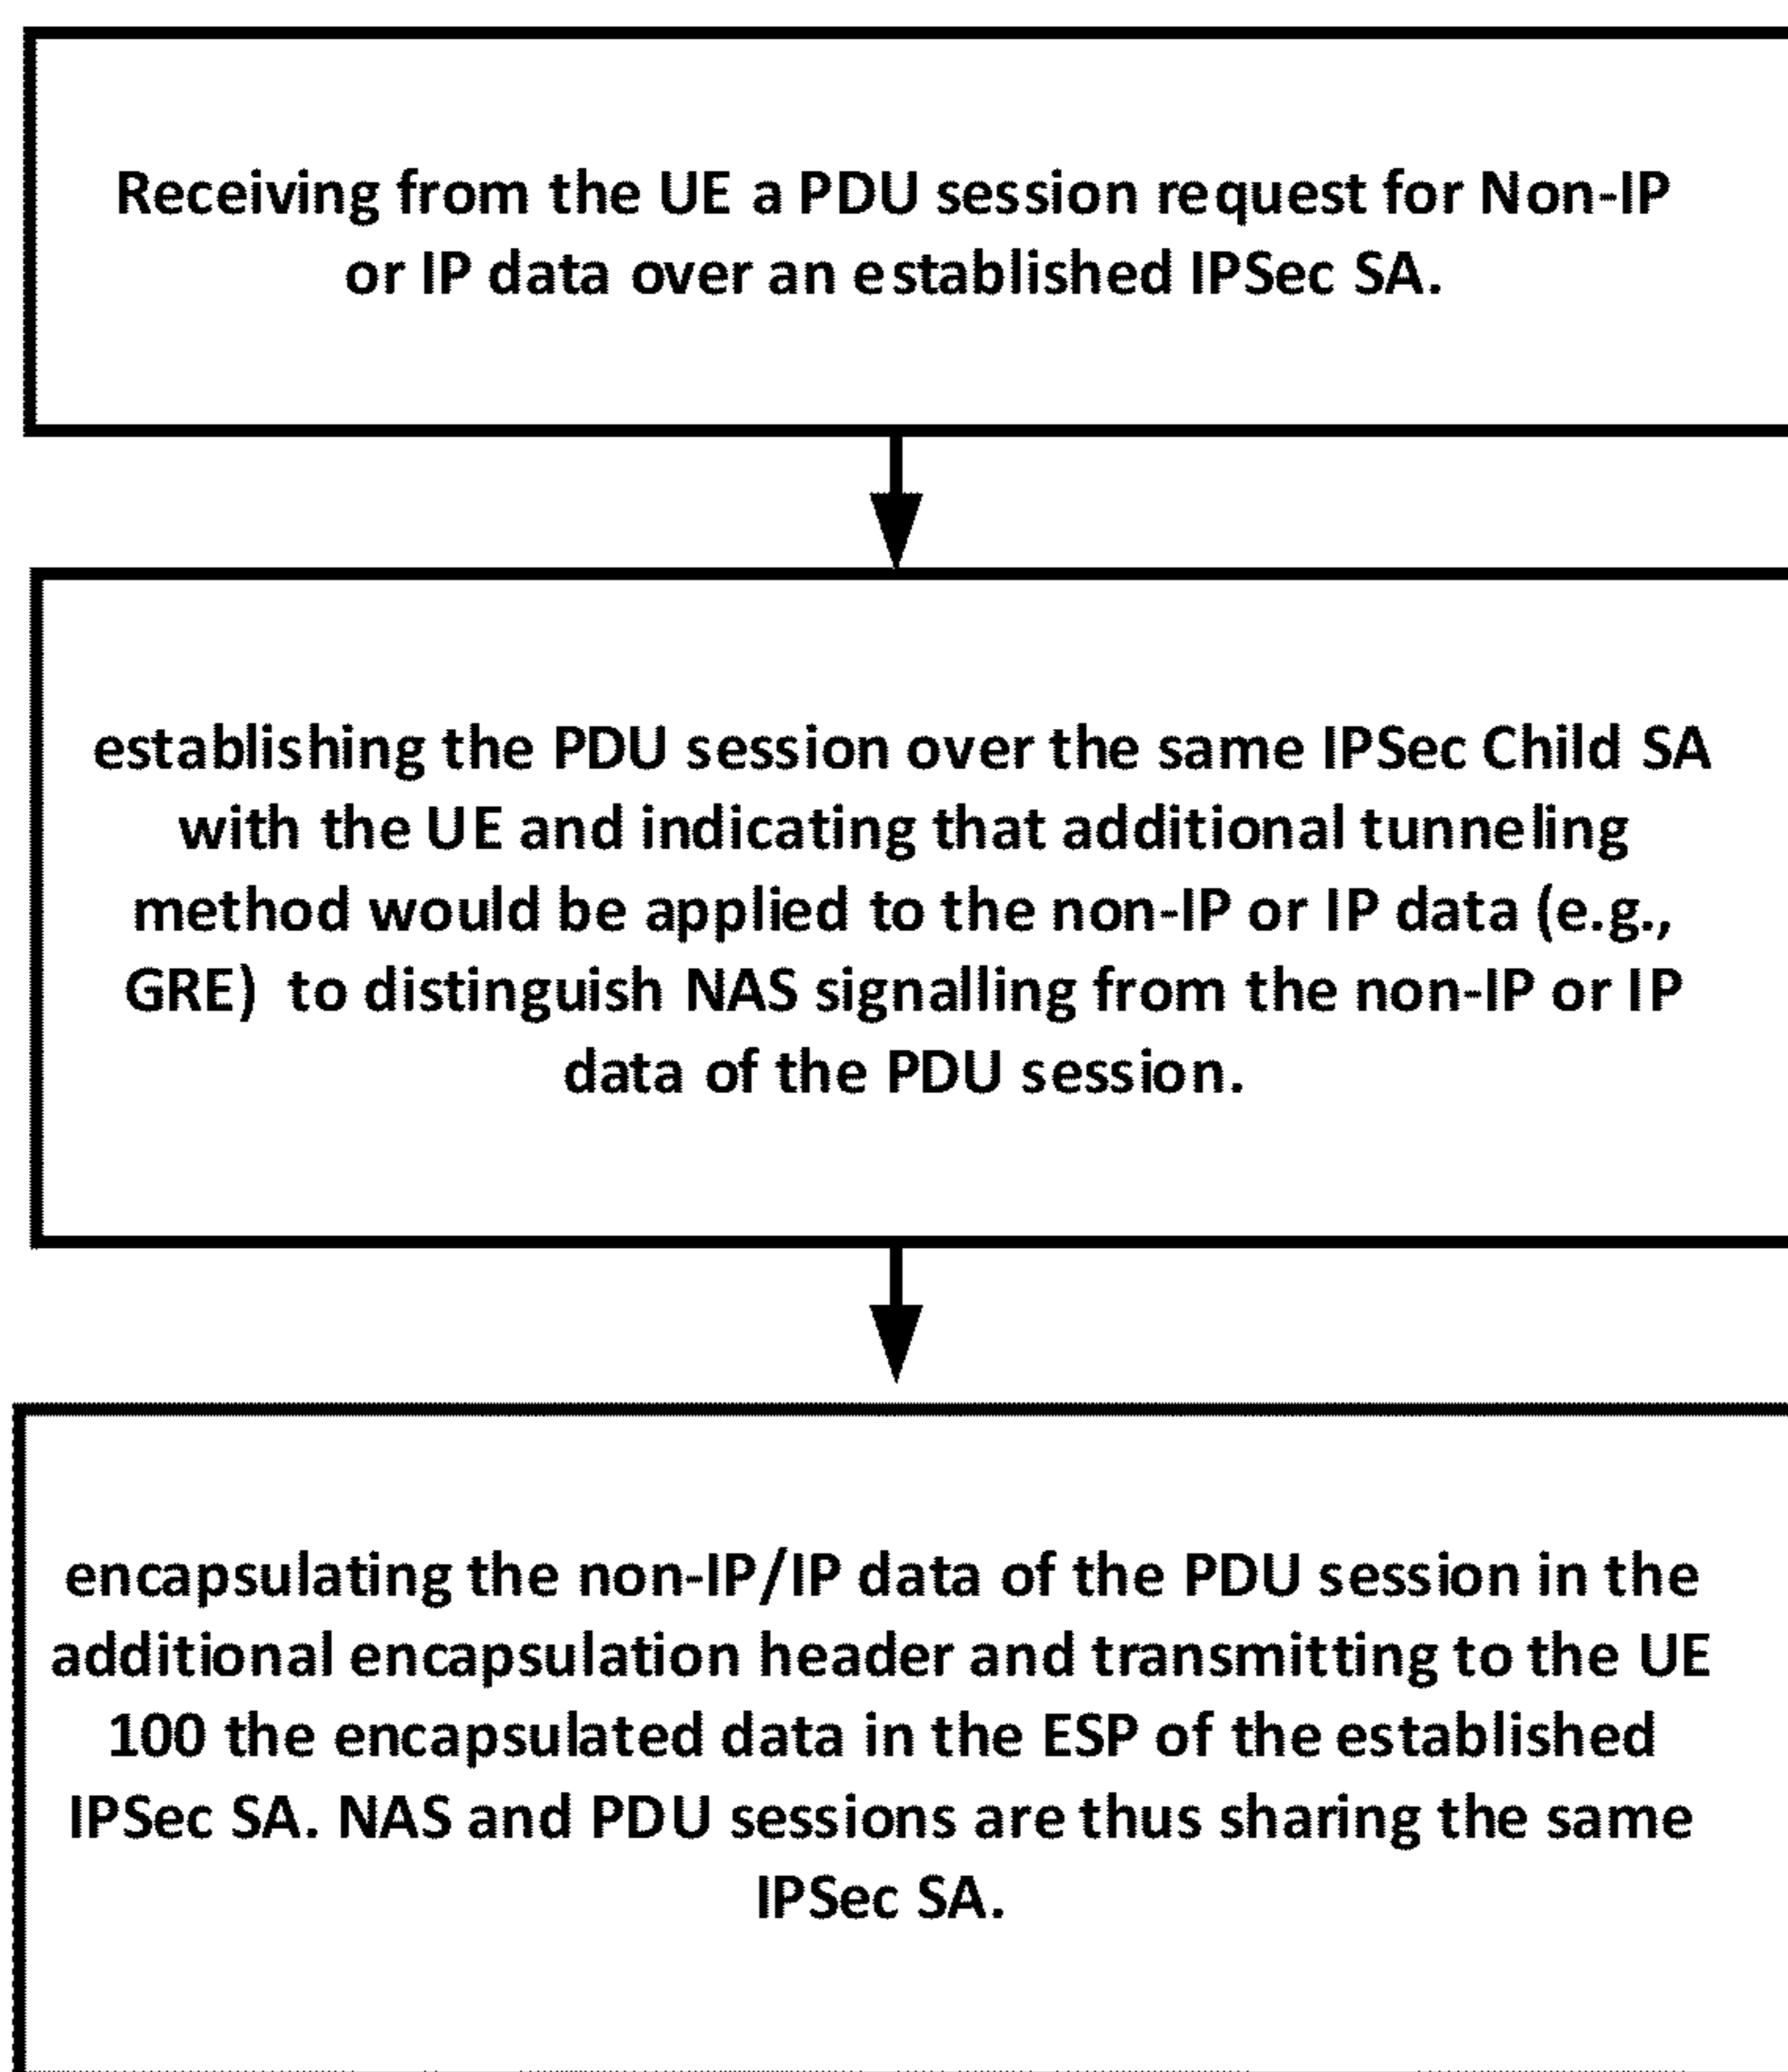 Receiving from the UE a PDU session request for Non-IP
or IP data over an established IPSec SA.
establishing the PDU session over the same IPSec Child SA
with the UE and indicating that additional tunneling
method would be applied to the non-IP or IP data (e.g.,
GRE) to distinguish NAS signalling from the non-IP or IP
data of the PDU session.
encapsulating the non-IP/IP data of the PDU session in the
additional encapsulation header and transmitting to the UE
100 the encapsulated data in the ESP of the established
IPSec SA. NAS and PDU sessions are thus sharing the same
IPSec SA.